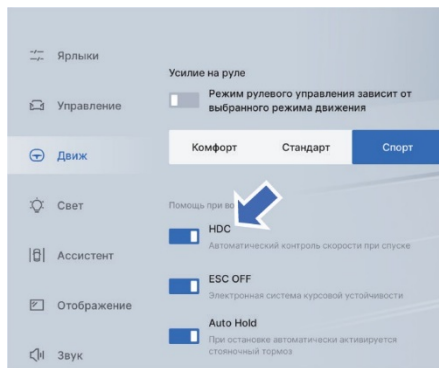 Ярлыки
Управление
Движ
Свет
Ассистент
Отображение
Звук
Усилие на руле
Режим рулевого управления зависит от
выбранного режима движения
Комфорт Стандарт Спорт
Помощь при
HDC
Автоматический контроль скорости при спуске
ESC OFF
Электронная система курсовой устойчивости
Auto Hold
При остановке автоматически активируется
стояночный тормоз